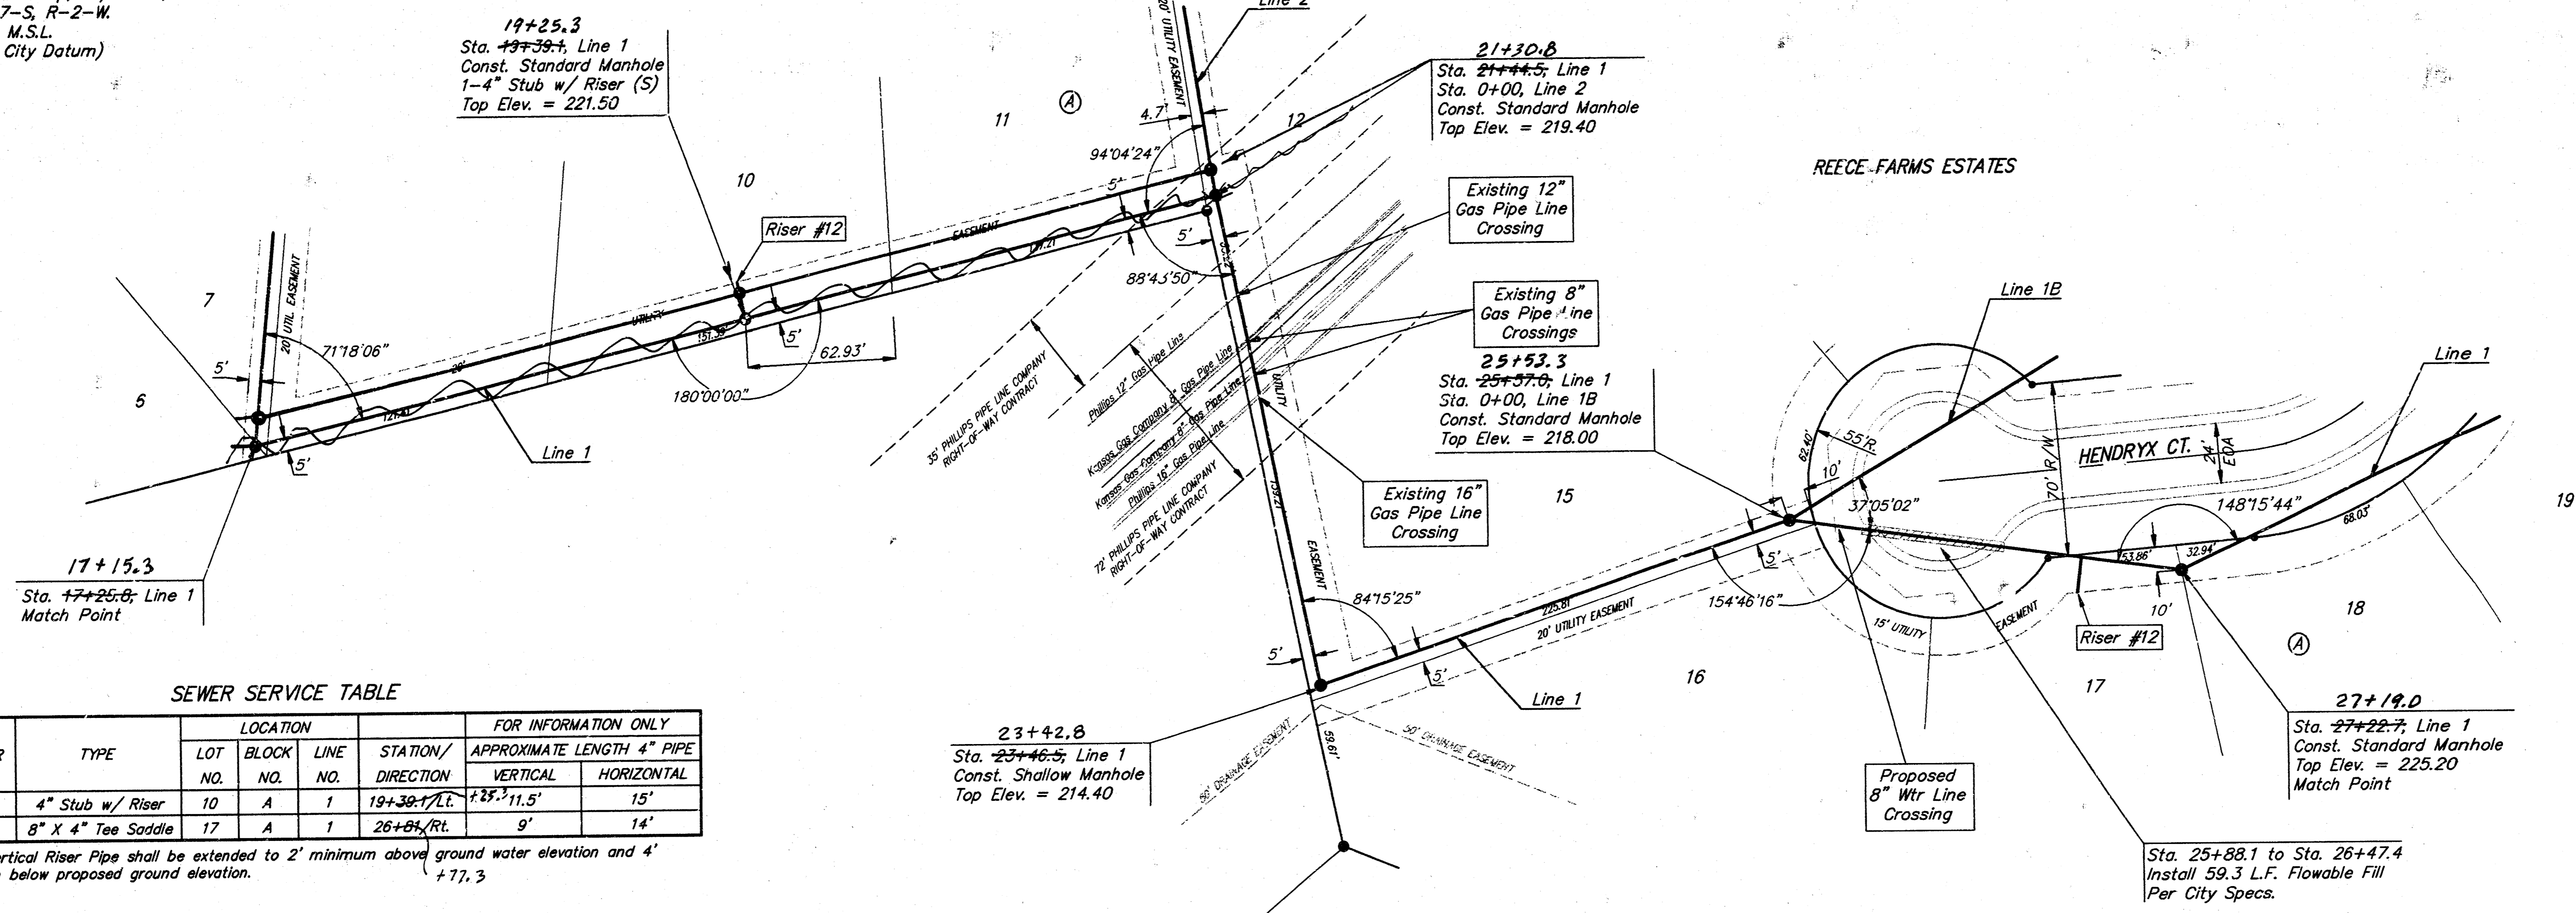 7-S, R-2-W.
M.S.L.
City Datum)
19+25.3
Sta. 19+39.1, Line 1
Const. Standard Manhole
1-4" Stub w/ Riser (S)
Top Elev. = 221.50
Line 2
20' UTILITY EASEMENT
21+30.8
Sta. 21+44.5, Line 1
Sta. 0+00, Line 2
Const. Standard Manhole
Top Elev. = 219.40
11
A
4.7'
12
94°04'24"
REECE FARMS ESTATES
10
5'
Riser #12
Existing 12"
Gas Pipe Line
Crossing
EASEMENT
5'
88°43'50"
7
20' UTIL EASEMENT
UTILITY
71°18'06"
5'
5'
62.93'
20'
180°00'00"
6
Line 1
5'
35' PHILLIPS PIPE LINE COMPANY
RIGHT-OF-WAY CONTRACT
Phillips 12" Gas Pipe Line
Kansas Gas Company 8" Gas Pipe Line
Kansas Gas Company 8" Gas Pipe Line
Phillips 16" Gas Pipe Line
72' PHILLIPS PIPE LINE COMPANY
RIGHT-OF-WAY CONTRACT
UTILITY
159.21'
EASEMENT
Existing 8"
Gas Pipe Line
Crossings
25+53.3
Sta. 25+57.0, Line 1
Sta. 0+00, Line 1B
Const. Standard Manhole
Top Elev. = 218.00
Line 1B
Line 1
62.40'
55'R.
10'
70' R/W
HENDRYX CT.
24'
EOA
Existing 16"
Gas Pipe Line
Crossing
15
37°05'02"
148°15'44"
68.03'
19
53.86'
32.94'
5'
10'
17+15.3
Sta. 17+25.8, Line 1
Match Point
84°15'25"
225.81'
20' UTILITY EASEMENT
154°46'16"
15' UTILITY
EASEMENT
Riser #12
18
A
5'
5'
Line 1
16
17
50' DRAINAGE EASEMENT
50' DRAINAGE EASEMENT
59.61'
23+42.8
Sta. 23+46.5, Line 1
Const. Shallow Manhole
Top Elev. = 214.40
27+19.0
Sta. 27+22.7, Line 1
Const. Standard Manhole
Top Elev. = 225.20
Match Point
Proposed
8" Wtr Line
Crossing
Sta. 25+88.1 to Sta. 26+47.4
Install 59.3 L.F. Flowable Fill
Per City Specs.
SEWER SERVICE TABLE
LOCATION FOR INFORMATION ONLY
R TYPE LOT BLOCK LINE STATION/ APPROXIMATE LENGTH 4" PIPE
NO. NO. NO. DIRECTION VERTICAL HORIZONTAL
4" Stub w/ Riser 10 A 1 19+39.1/Lt. +25.3 11.5' 15'
8" X 4" Tee Saddle 17 A 1 26+81/Rt. 9' 14'
rtical Riser Pipe shall be extended to 2' minimum above ground water elevation and 4'
below proposed ground elevation.
+77.3